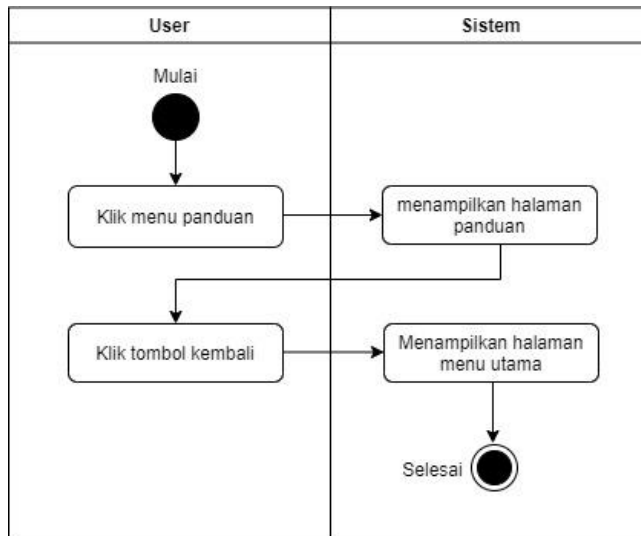 User
Sistem
Mulai
Klik menu panduan
menampilkan halaman
panduan
Klik tombol kembali
Menampilkan halaman
menu utama
Selesai